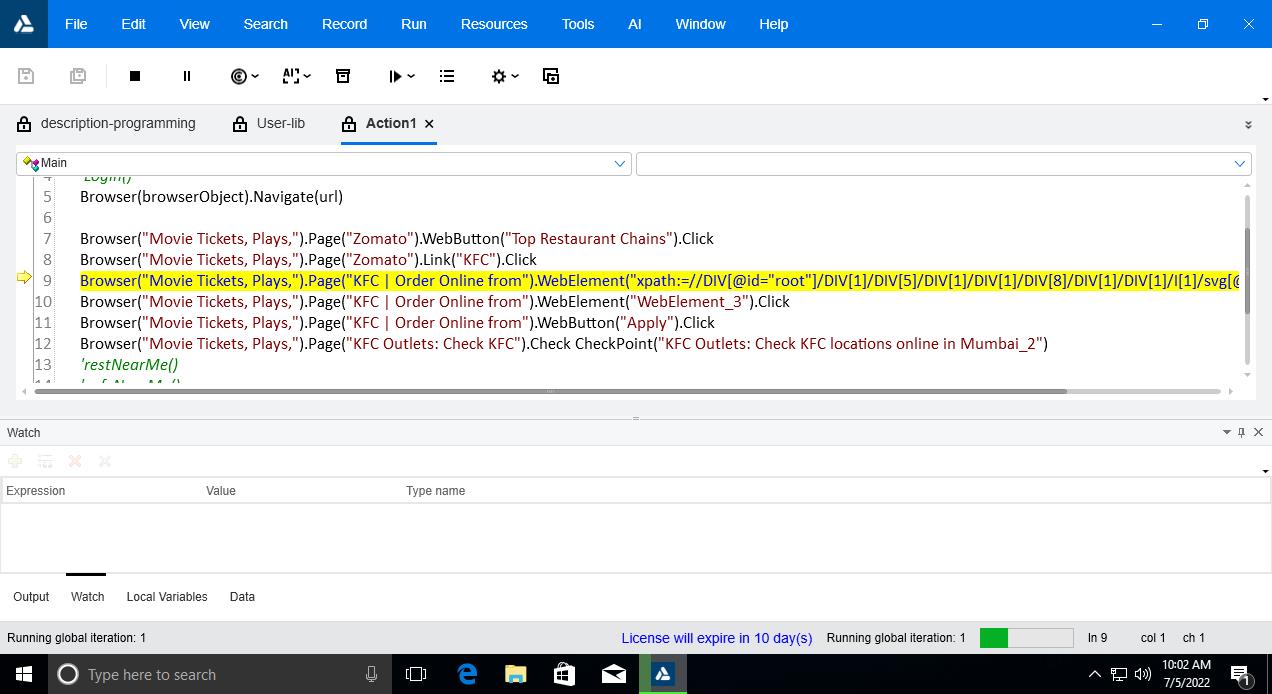 File Edit View Search Record Run Resources Tools AI Window Help
description-programming User-lib Action1
Main
'Login()
5 Browser(browserObject).Navigate(url)
6
7 Browser("Movie Tickets, Plays,").Page("Zomato").WebButton("Top Restaurant Chains").Click
8 Browser("Movie Tickets, Plays,").Page("Zomato").Link("KFC").Click
9 Browser("Movie Tickets, Plays,").Page("KFC | Order Online from").WebElement("xpath:=//DIV[@id="root"]/DIV[1]/DIV[5]/DIV[1]/DIV[1]/DIV[8]/DIV[1]/DIV[1]/I[1]/svg[@
10 Browser("Movie Tickets, Plays,").Page("KFC | Order Online from").WebElement("WebElement_3").Click
11 Browser("Movie Tickets, Plays,").Page("KFC | Order Online from").WebButton("Apply").Click
12 Browser("Movie Tickets, Plays,").Page("KFC Outlets: Check KFC").Check CheckPoint("KFC Outlets: Check KFC locations online in Mumbai_2")
13 'restNearMe()
Watch
Expression Value Type name
Output Watch Local Variables Data
Running global iteration: 1 License will expire in 10 day(s) Running global iteration: 1 ln 9 col 1 ch 1
Type here to search
10:02 AM
7/5/2022
1